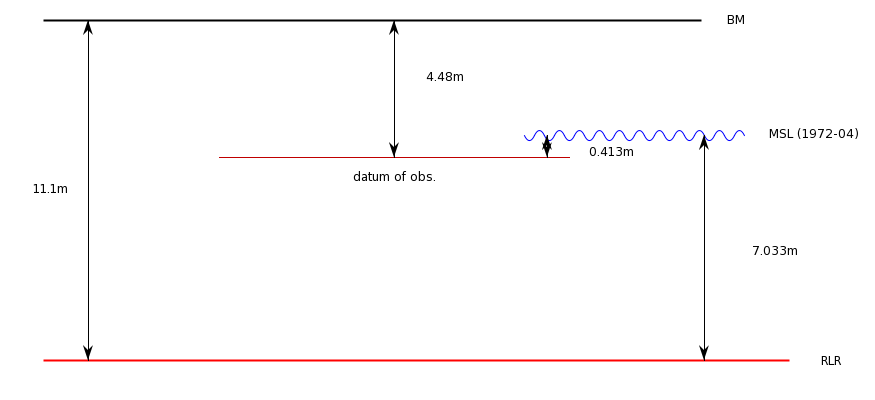 BM
4.48m
MSL (1972-04)
0.413m
datum of obs.
11.1m
7.033m
RLR